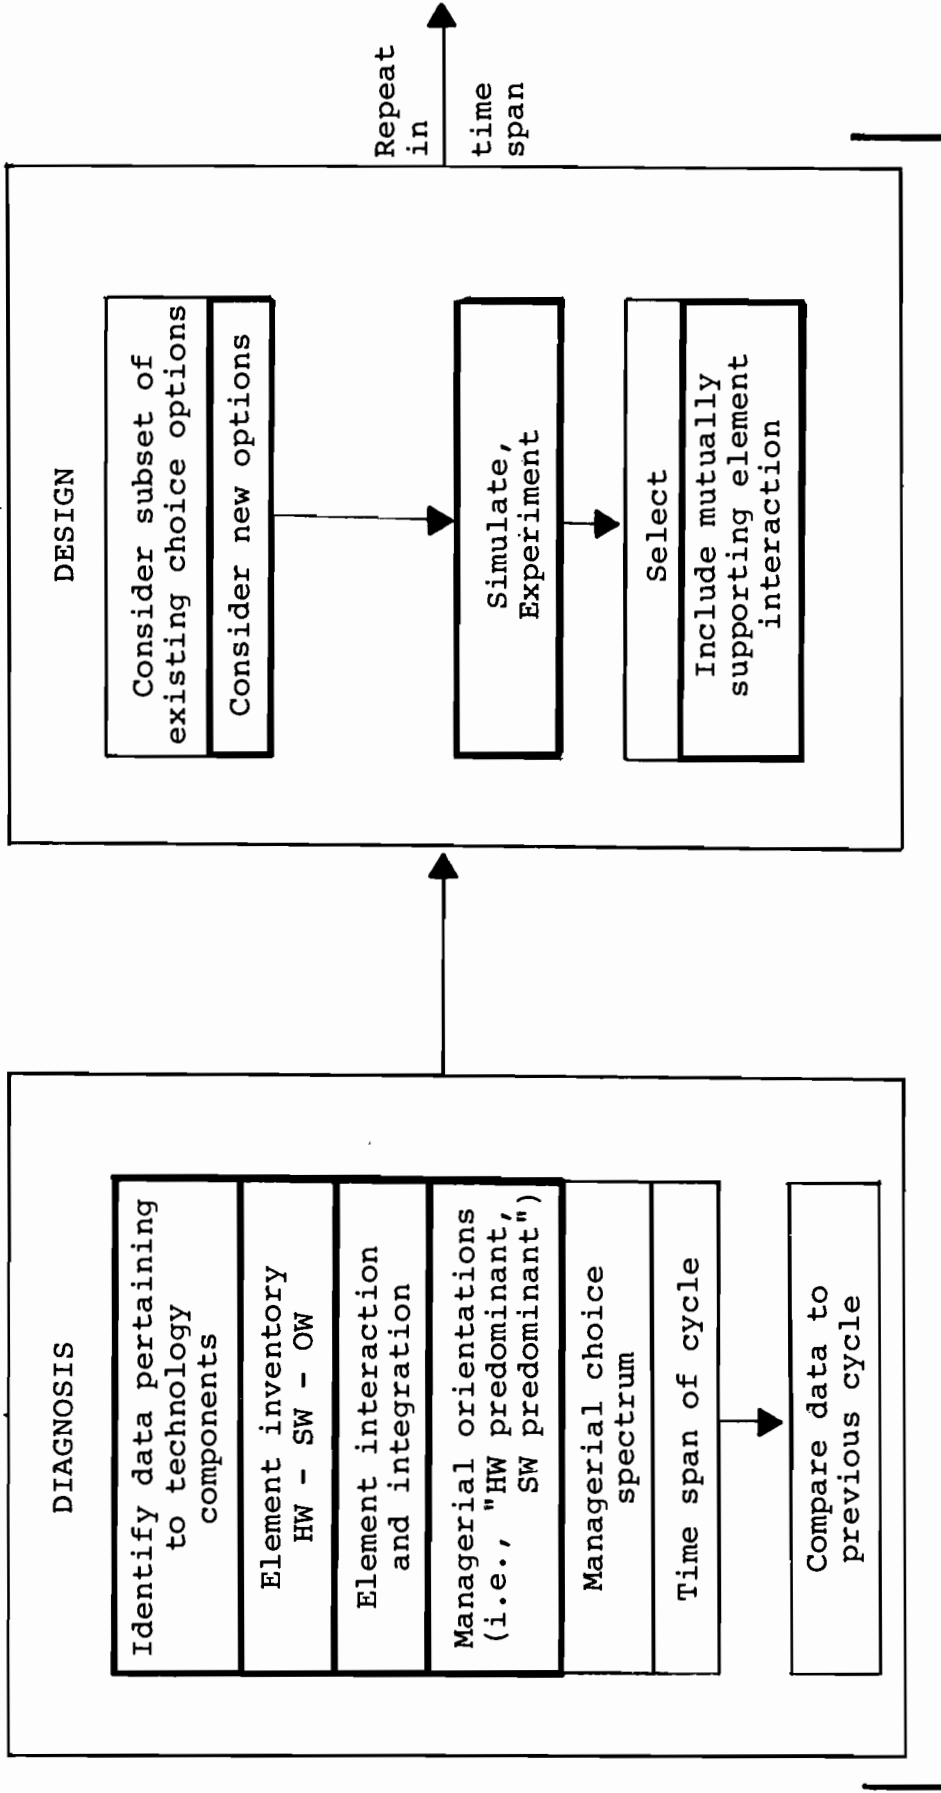 DIAGNOSIS
Identify data pertaining
to technology
components
Element inventory
HW - SW - OW
Element interaction
and integration
Managerial orientations
(i.e., "HW predominant,
SW predominant")
Managerial choice
spectrum
Time span of cycle
Compare data to
previous cycle
DESIGN
Consider subset of
existing choice options
Consider new options
Simulate,
Experiment
Select
Include mutually
supporting element
interaction
Repeat
in
time
span